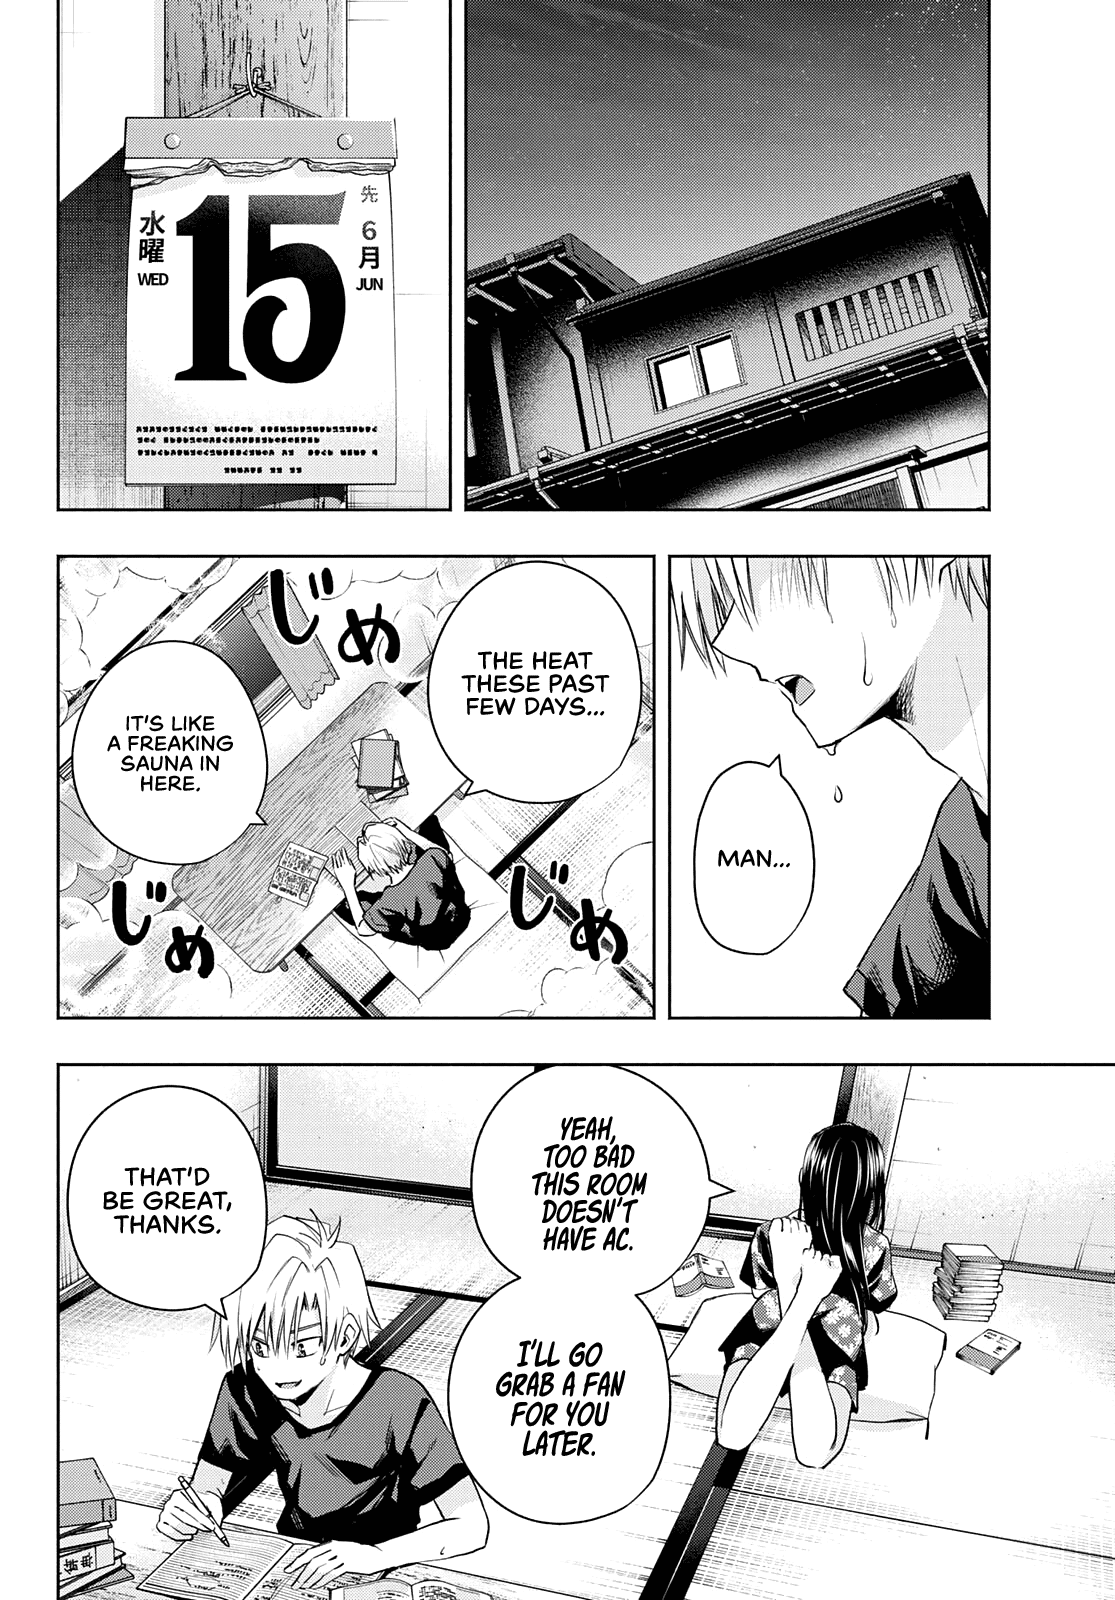 先
6
月
JUN
15
水
曜
WED
MAN...
THE HEAT
THESE PAST
FEW DAYS...
IT'S LIKE
A FREAKING
SAUNA IN
HERE.
じめ
じめ
じめ
YEAH,
TOO BAD
THIS ROOM
DOESN'T
HAVE AC.
I'LL GO
GRAB A FAN
FOR YOU
LATER.
THAT'D
BE GREAT,
THANKS.
辞典